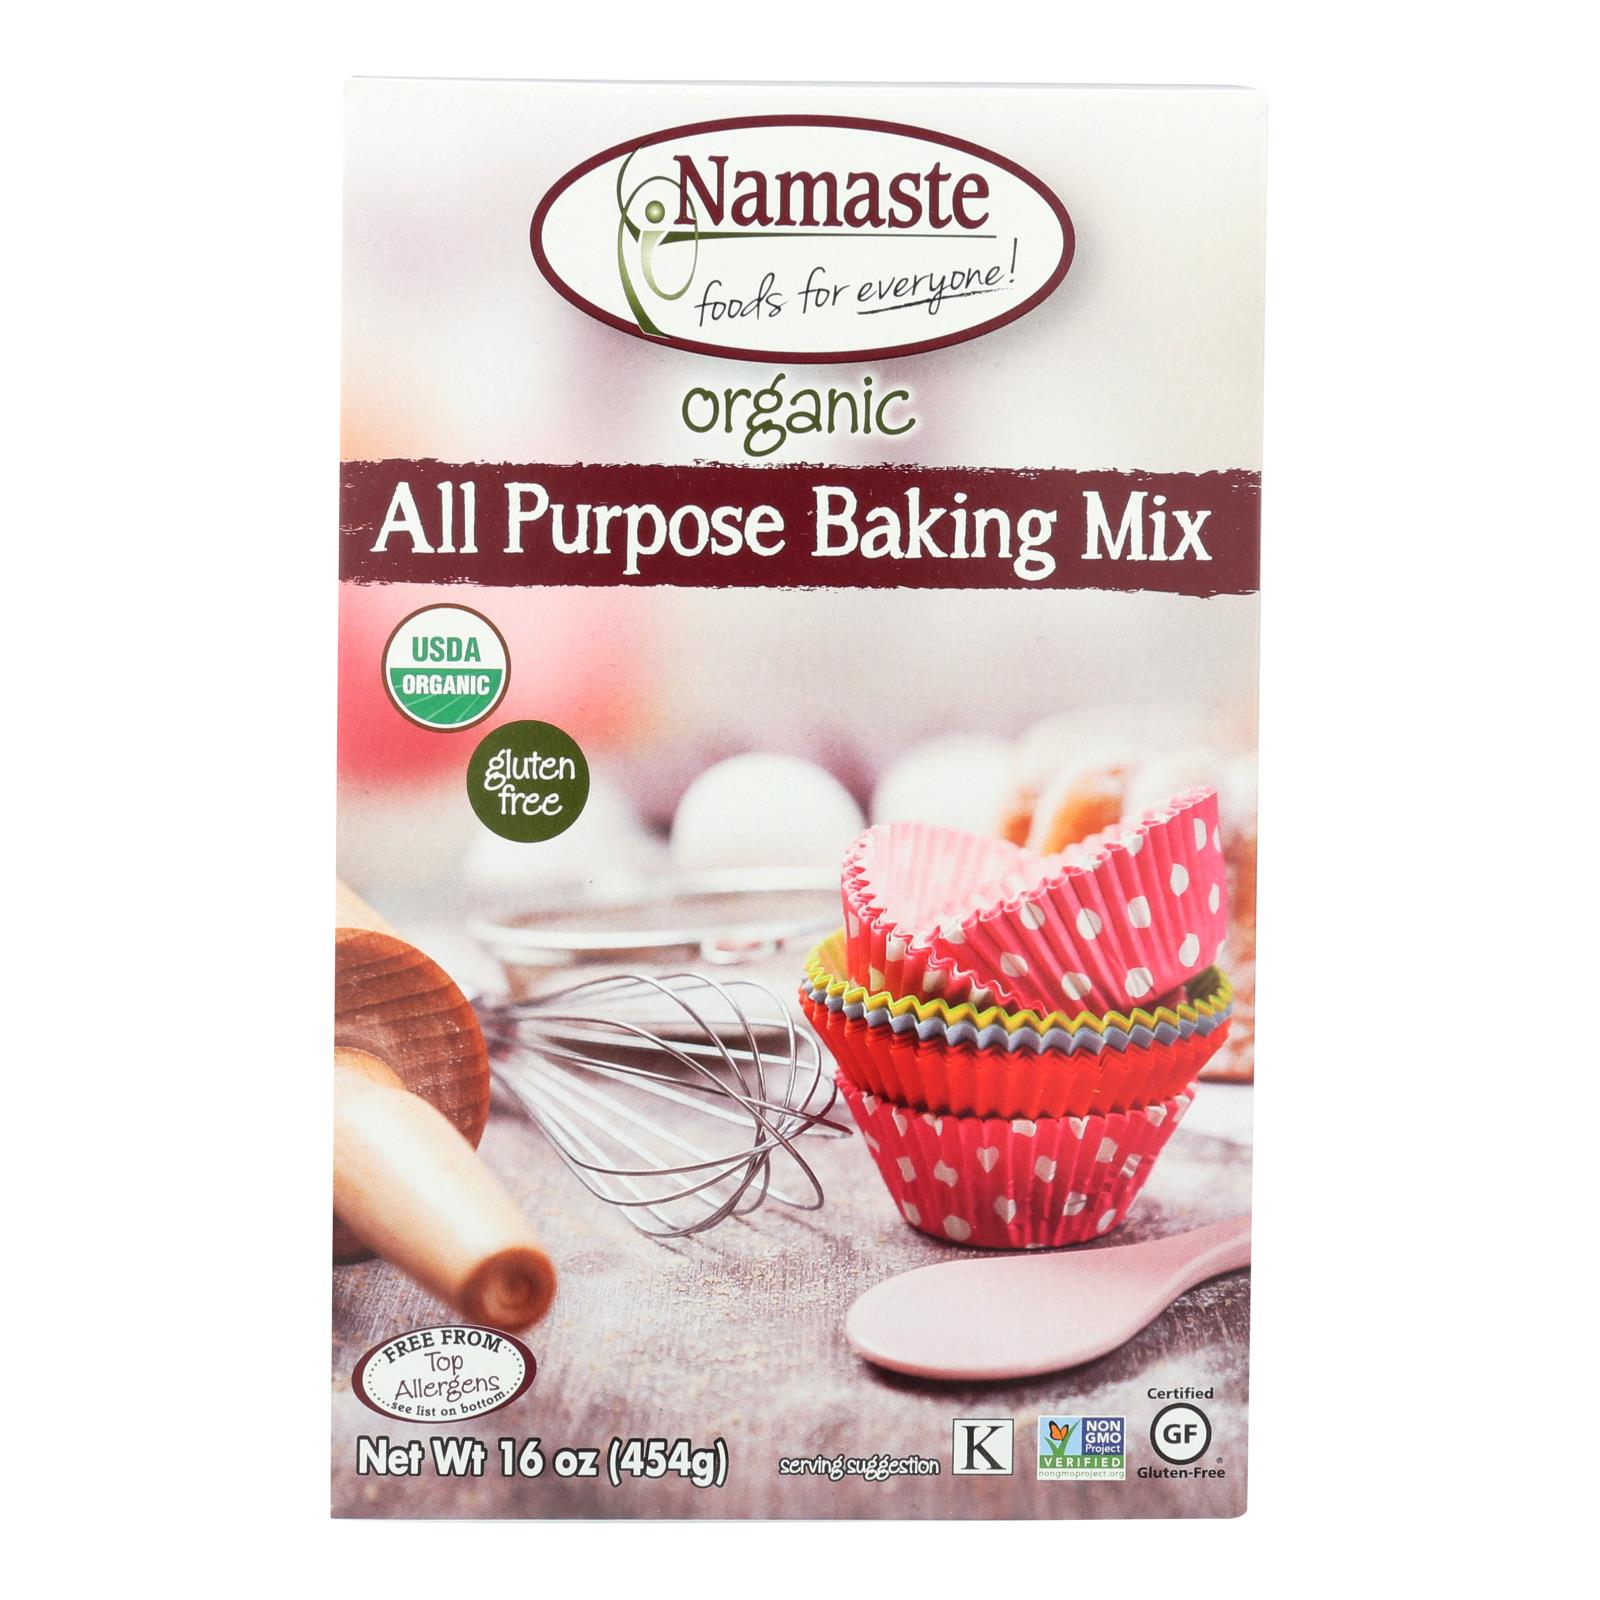 Namaste
foods for everyone!
organic
All Purpose Baking Mix
USDA
ORGANIC
gluten
free
FREE FROM
Top
Allergens
...see list on bottom...
Net Wt 16 oz (454g)
serving suggestion
K
NON
GMO
Project
VERIFIED
nongmoproject.org
Certified
GF
®
Gluten-Free